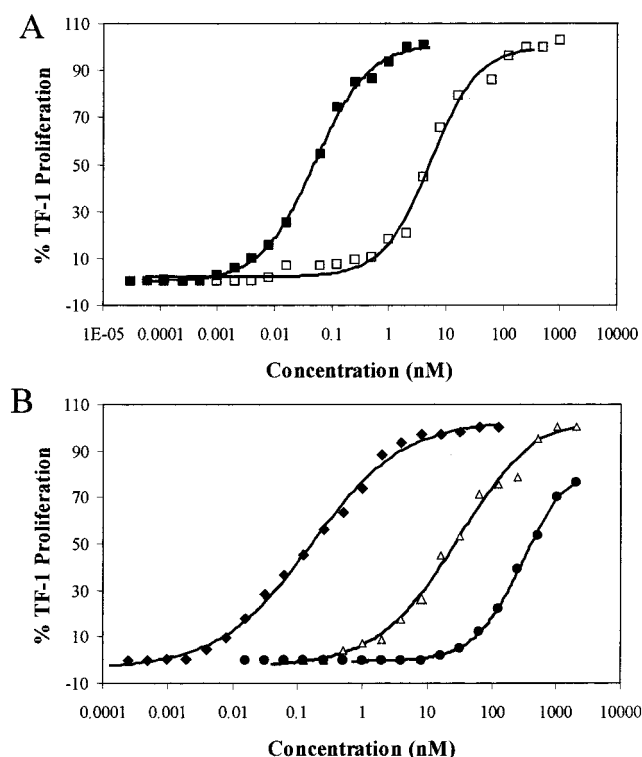 A
110
90
70
50
30
10
-10
% TF-1 Proliferation
1E-05 0.0001 0.001 0.01 0.1 1 10 100 1000
Concentration (nM)
B
110
90
70
50
30
10
-10
% TF-1 Proliferation
0.0001 0.001 0.01 0.1 1 10 100 1000
Concentration (nM)